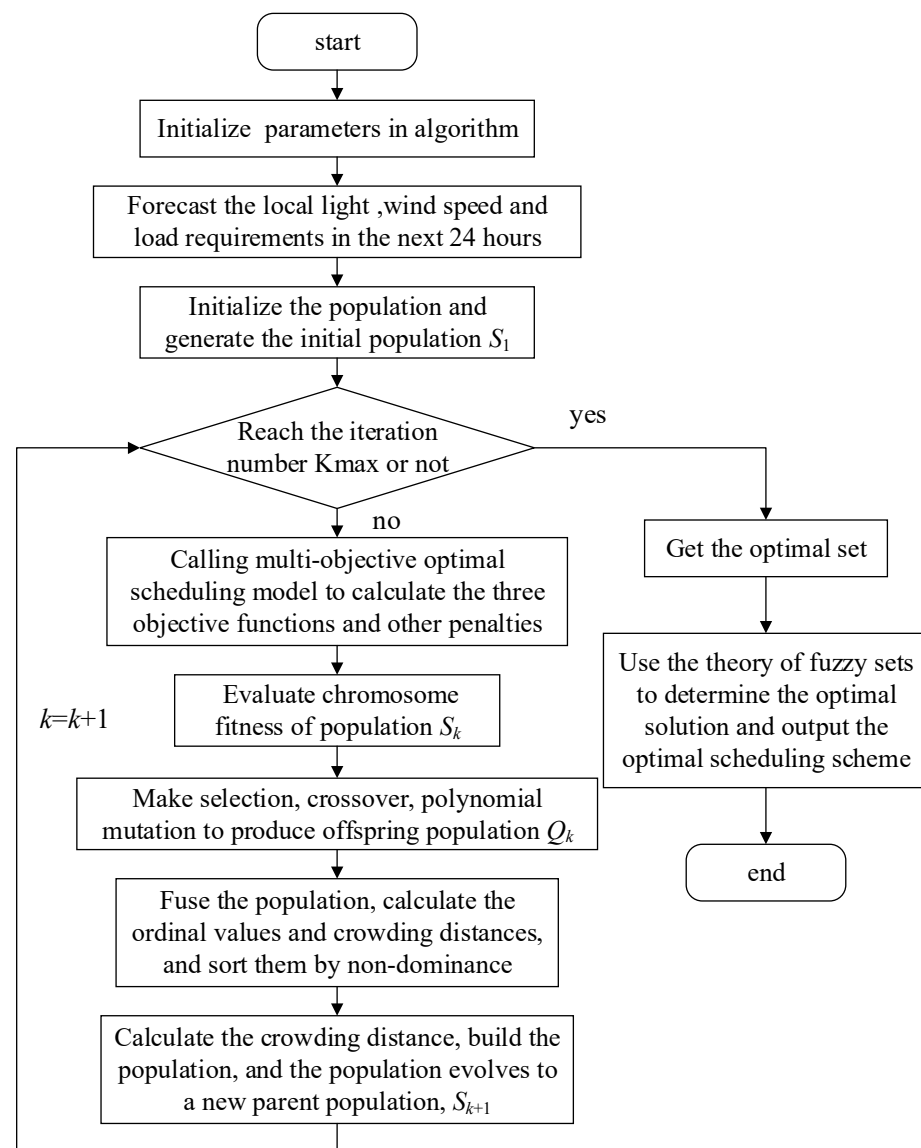 start
Initialize  parameters in algorithm
Forecast the local light ,wind speed and
load requirements in the next 24 hours
Initialize the population and
generate the initial population S₁
Reach the iteration
number Kmax or not
yes
no
Calling multi-objective optimal
scheduling model to calculate the three
objective functions and other penalties
Evaluate chromosome
fitness of population Sₖ
k=k+1
Make selection, crossover, polynomial
mutation to produce offspring population Qₖ
Fuse the population, calculate the
ordinal values and crowding distances,
and sort them by non-dominance
Calculate the crowding distance, build the
population, and the population evolves to
a new parent population, Sₖ₊₁
Get the optimal set
Use the theory of fuzzy sets
to determine the optimal
solution and output the
optimal scheduling scheme
end